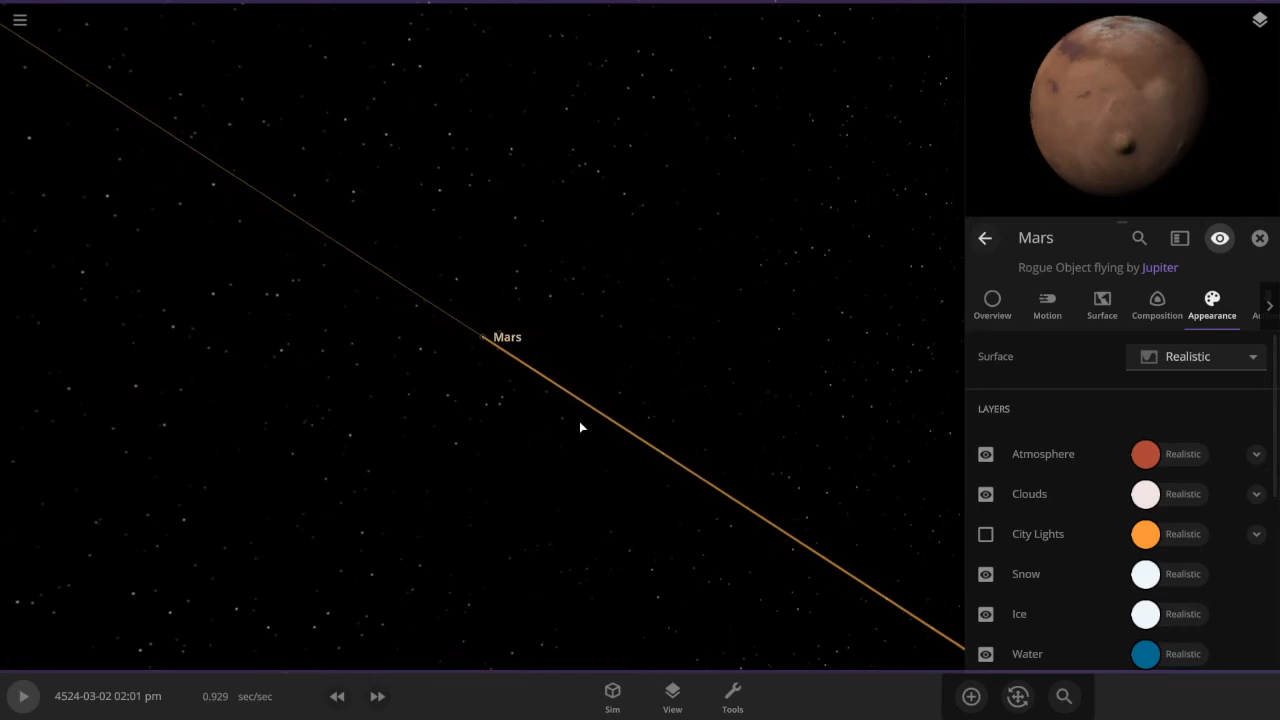 Mars
Rogue Object flying by Jupiter
Overview Motion Surface Composition Appearance
Mars
Surface Realistic
LAYERS
Atmosphere Realistic
Clouds Realistic
City Lights Realistic
Snow Realistic
Ice Realistic
Water Realistic
4524-03-02 02:01 pm 0.929 sec/sec Sim View Tools